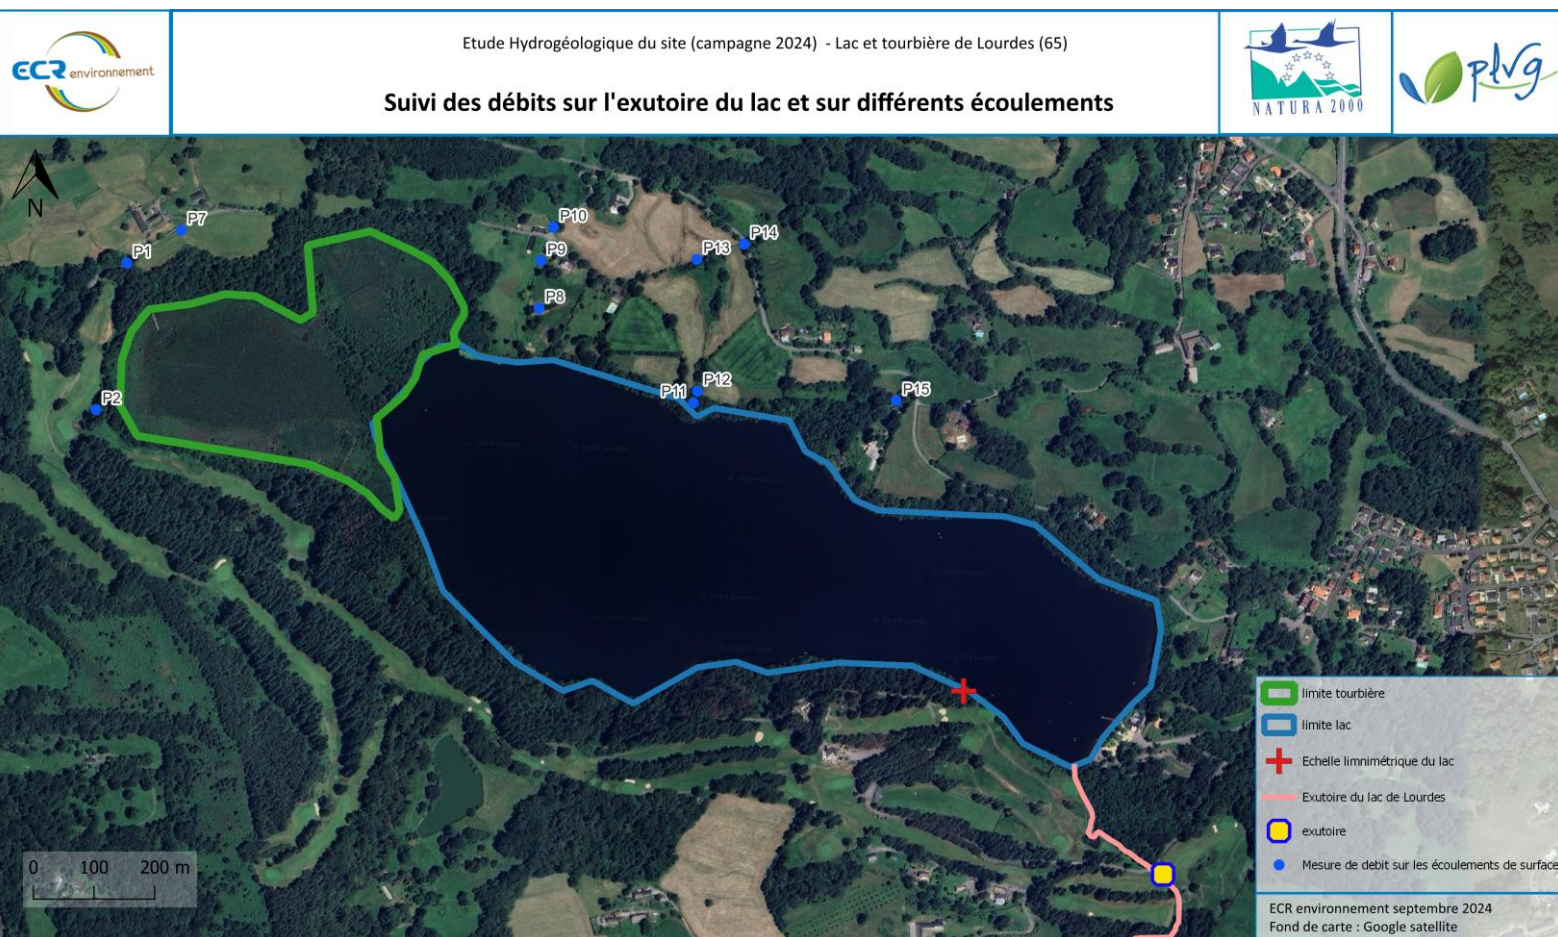 ECR environnement
Etude Hydrogéologique du site (campagne 2024) - Lac et tourbière de Lourdes (65)
Suivi des débits sur l'exutoire du lac et sur différents écoulements
NATURA 2000
plvg
N
P7
P1
P10
P9
P8
P14
P13
P2
P12
P11
P15
limite tourbière
limite lac
Echelle limnimétrique du lac
Exutoire du lac de Lourdes
exutoire
Mesure de debit sur les écoulements de surface
0 100 200 m
ECR environnement septembre 2024
Fond de carte : Google satellite